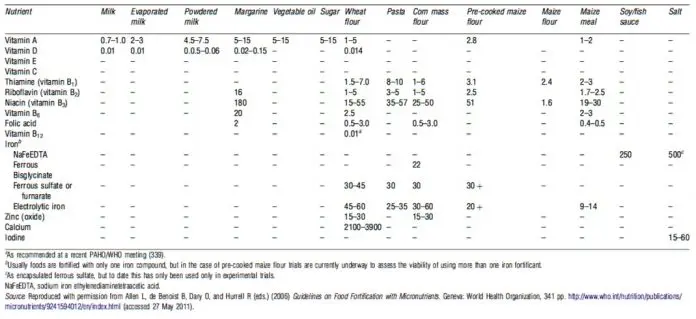 Nutrient Milk Evaporated milk Powdered milk Margarine Vegetable oil Sugar Wheat flour Pasta Corn mass flour Pre-cooked maize flour Maize flour Maize meal Soy/fish sauce Salt
Vitamin A 0.7–1.0 2–3 4.5–7.5 5–15 5–15 5–15 1–5 – – 2.8 – 1–2 – –
Vitamin D 0.01 0.01 0.0.5-.06 0.02–0.15 – – 0.014 – – – – – – –
Vitamin E – – – – – – – – – – – – – –
Vitamin C – – – – – – – – – – – – – –
Thiamine (vitamin B1) – – – – – – 1.5-7.0 8–10 1–6 3.1 2.4 2–3 – –
Riboflavin (vitamin B2) – – – 16 – – 1–5 3–5 1–5 2.5 – 1.7–2.5 – –
Niacin (vitamin B3) – – – 180 – – 15–55 35–57 25–50 51 1.6 19–30 – –
Vitamin B6 – – – 20 – – 2.5 – – – – 2–3 – –
Folic acid – – – 2 – – 0.5–3.0 – 0.5–3.0 – – 0.4–0.5 – –
Vitamin B12 – – – – – – 0.01a – – – – – – –
Ironb
NaFeEDTA – – – – – – – – – – – – 250 500c
Ferrous Bisglycinate – – – – – – – – 22 – – – – –
Ferrous sulfate or fumarate – – – – – – 30-45 30 30 30 + – – – –
Electrolytic iron – – – – – – 45–60 25–35 30–60 20 + – 9–14 – –
Zinc (oxide) – – – – – – 15–30 – 15–30 – – – – –
Calcium – – – – – – 2100–3900 – – – – – – –
Iodine – – – – – – – – – – – – – 15–60
aAs recommended at a recent PAHO/WHO meeting (339).
bUsually foods are fortified with only one iron compound, but in the case of pre-cooked maize flour trials are currently underway to assess the viability of using more than one iron fortificant.
cAs encapsulated ferrous sulfate, but to date this has only been used only in experimental trials.
NaFeEDTA, sodium iron ethylenediaminetetraacetic acid.
Source: Reproduced with permission from Allen L, de Benoist B, Dary O, and Hurrell R (eds.) (2006) Guidelines on Food Fortification with Micronutrients. Geneva: World Health Organization, 341 pp. http://www.who.int/nutrition/publications/
micronutrients/9241594012/en/index.html (accessed 27 May 2011).